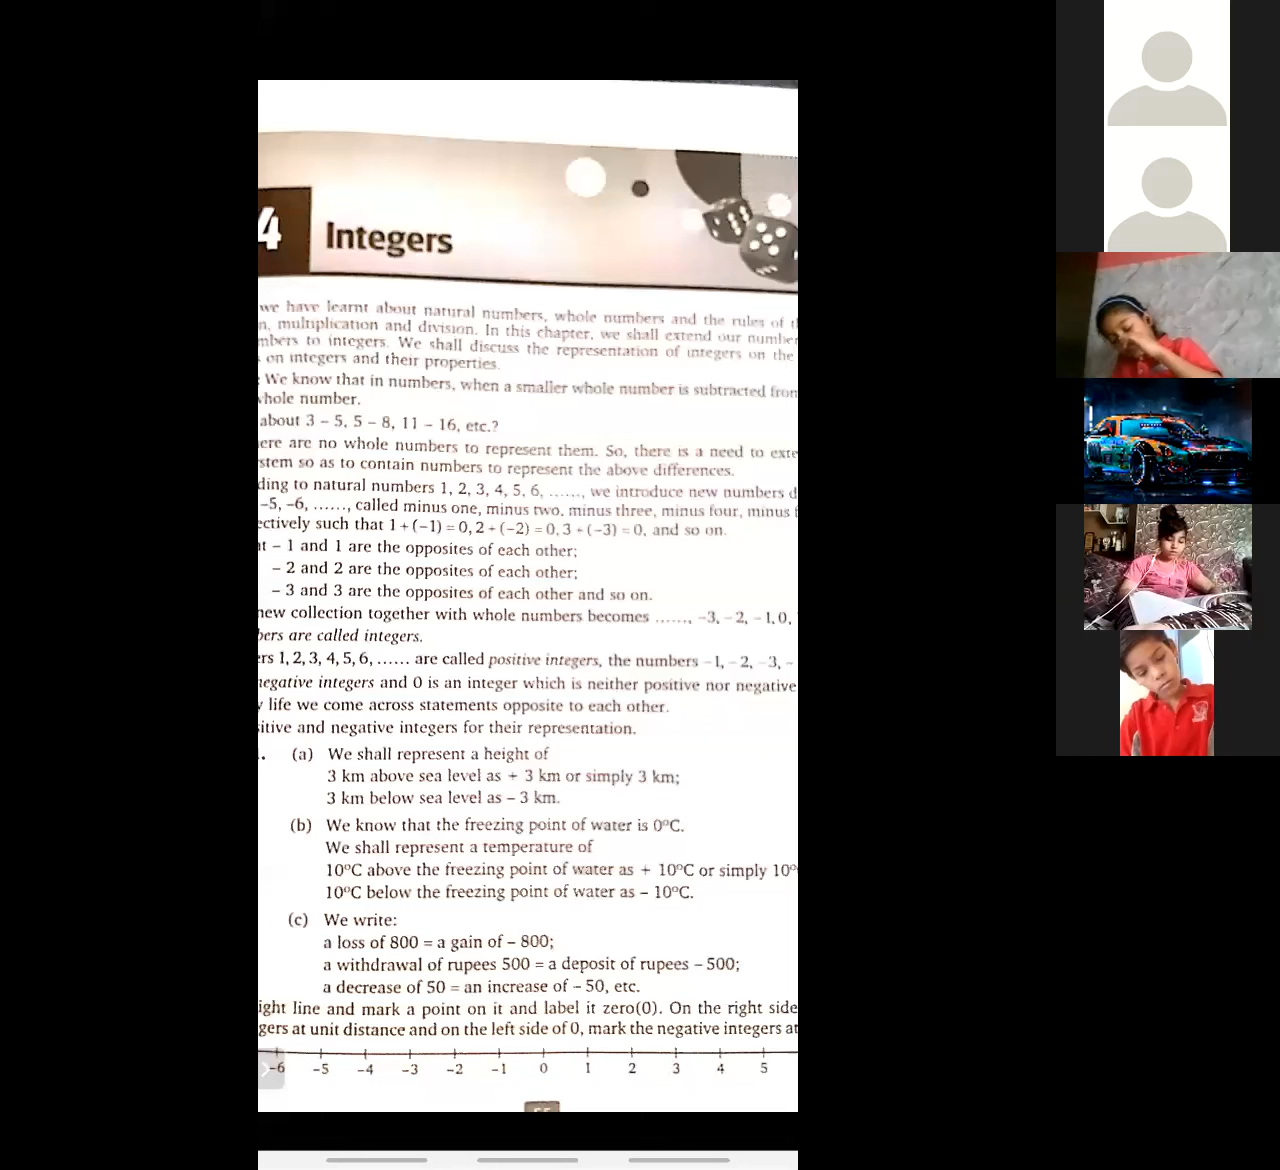 4
Integers
we have learnt about natural numbers, whole numbers and the rules of
multiplication and division. In this chapter, we shall extend our number
to integers. We shall discuss the representation of integers on the
on integers and their properties.
We know that in numbers, when a smaller whole number is subtracted from
whole number.
about 3 – 5, 5 – 8, 11 – 16, etc.?
ere are no whole numbers to represent them. So, there is a need to exte
stem so as to contain numbers to represent the above differences.
ding to natural numbers 1, 2, 3, 4, 5, 6, ……, we introduce new numbers d
–5, –6, ……, called minus one, minus two, minus three, minus four, minus f
ectively such that 1 + (–1) = 0, 2 + (–2) = 0, 3 + (–3) = 0, and so on.
– 1 and 1 are the opposites of each other;
– 2 and 2 are the opposites of each other;
– 3 and 3 are the opposites of each other and so on.
new collection together with whole numbers becomes ……, –3, – 2, – 1, 0,
bers are called integers.
ers 1, 2, 3, 4, 5, 6, …… are called positive integers, the numbers – 1, – 2, – 3, –
negative integers and 0 is an integer which is neither positive nor negative
life we come across statements opposite to each other.
sitive and negative integers for their representation.
. (a) We shall represent a height of
3 km above sea level as + 3 km or simply 3 km;
3 km below sea level as – 3 km.
(b) We know that the freezing point of water is 0°C.
We shall represent a temperature of
10°C above the freezing point of water as + 10°C or simply 10°
10°C below the freezing point of water as – 10°C.
(c) We write:
a loss of 800 = a gain of – 800;
a withdrawal of rupees 500 = a deposit of rupees – 500;
a decrease of 50 = an increase of – 50, etc.
ight line and mark a point on it and label it zero(0). On the right side
gers at unit distance and on the left side of 0, mark the negative integers at
–6 –5 –4 –3 –2 –1 0 1 2 3 4 5